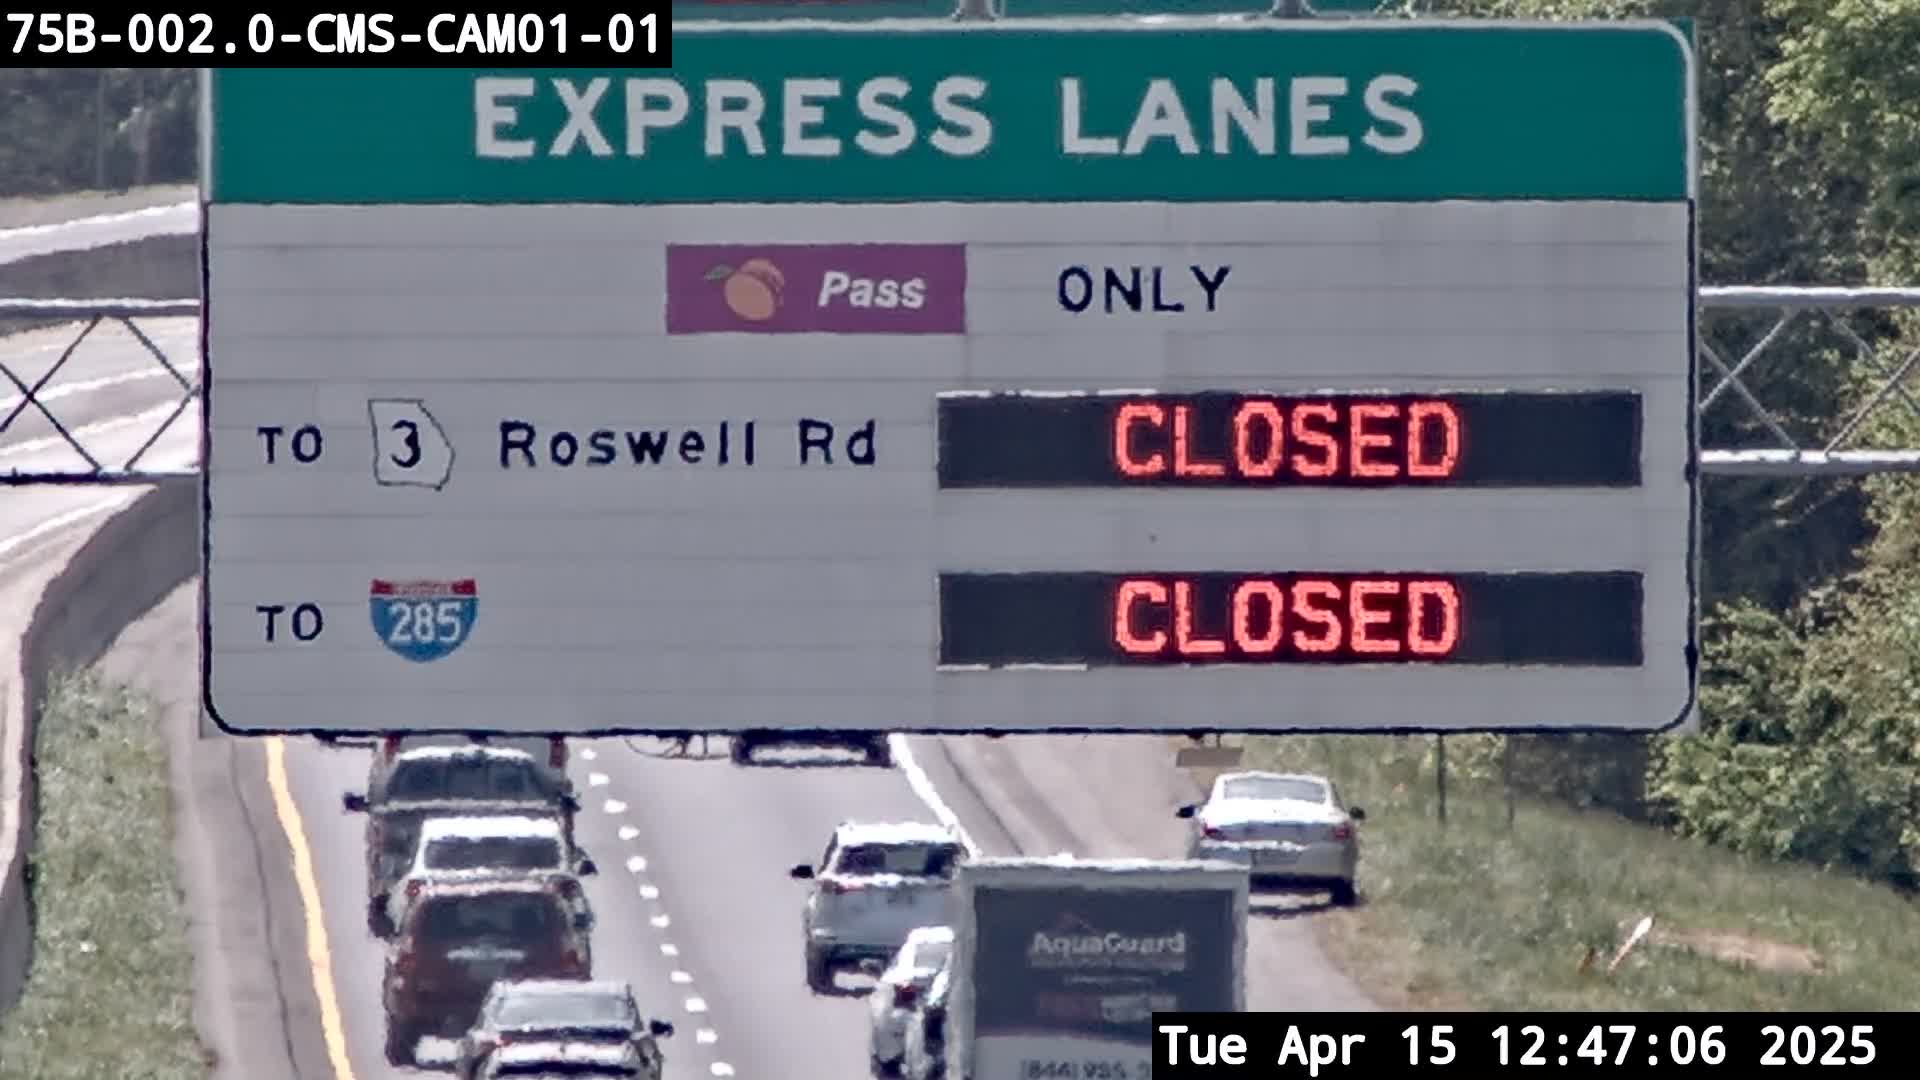 75B-002.0-CMS-CAM01-01
EXPRESS LANES
Pass ONLY
TO 3 Roswell Rd CLOSED
TO 285 CLOSED
AquaGuard
Tue Apr 15 12:47:06 2025